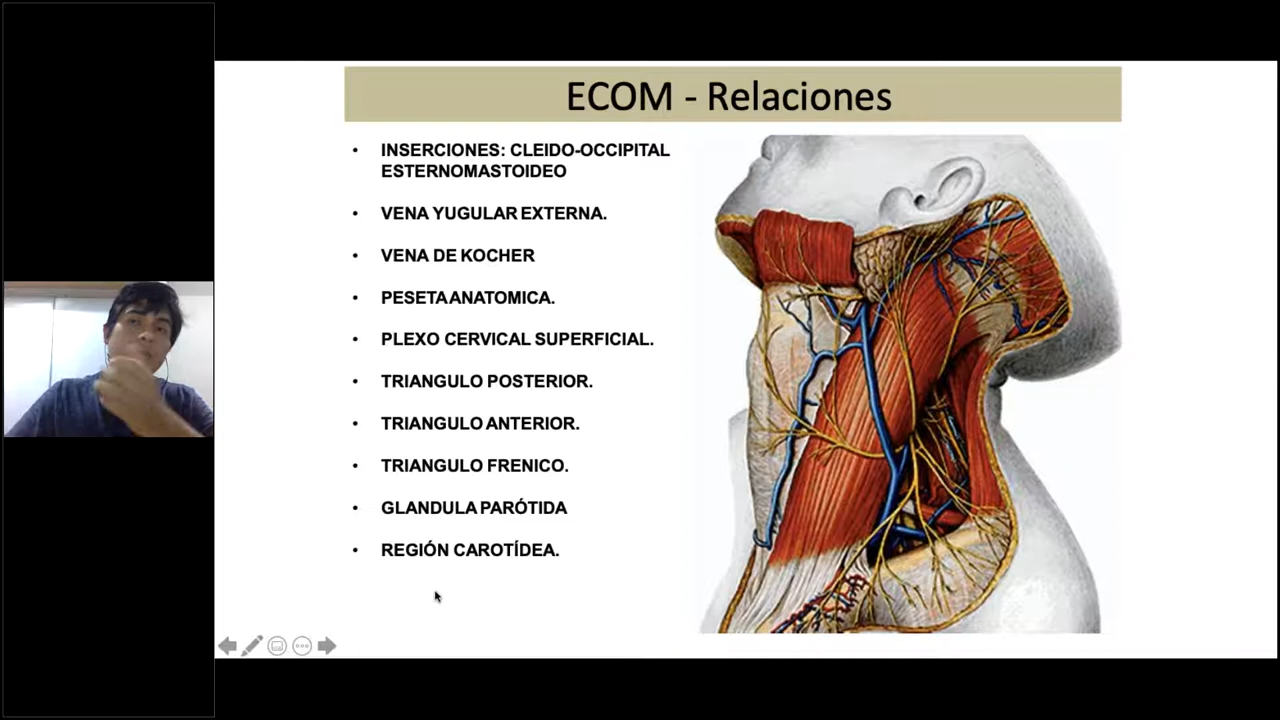 ECOM - Relaciones
• INSERCIONES: CLEIDO-OCCIPITAL
ESTERNOMASTOIDEO
• VENA YUGULAR EXTERNA.
• VENA DE KOCHER
• PESETA ANATOMICA.
• PLEXO CERVICAL SUPERFICIAL.
• TRIANGULO POSTERIOR.
• TRIANGULO ANTERIOR.
• TRIANGULO FRENICO.
• GLANDULA PARÓTIDA
• REGIÓN CAROTÍDEA.